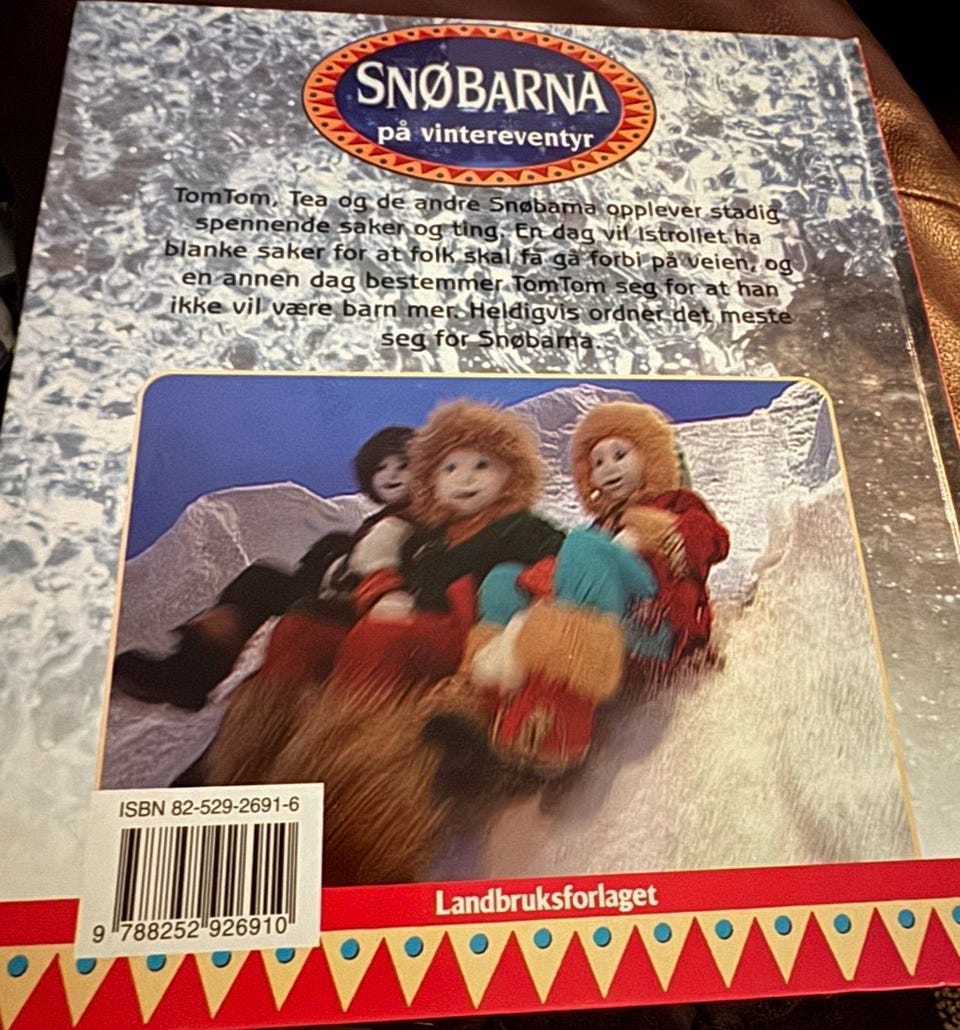 SNØBARNA
på vintereventyr
TomTom, Tea og de andre Snøbarna opplever stadig
spennende saker og ting. En dag vil Istrollet ha
blanke saker for at folk skal få gå forbi på veien, og
en annen dag bestemmer TomTom seg for at han
ikke vil være barn mer. Heldigvis ordner det meste
seg for Snøbarna.
ISBN 82-529-2691-6
9 788252 926910
Landbruksforlaget